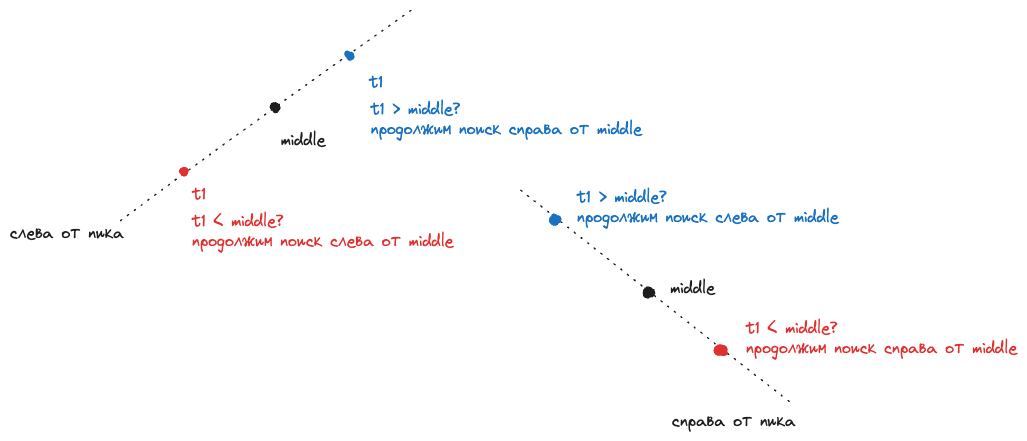 t1
t1 > middle?
продолжим поиск справа от middle
middle
t1
t1 < middle?
продолжим поиск слева от middle
слева от пика
t1 > middle?
продолжим поиск слева от middle
middle
t1 < middle?
продолжим поиск справа от middle
справа от пика